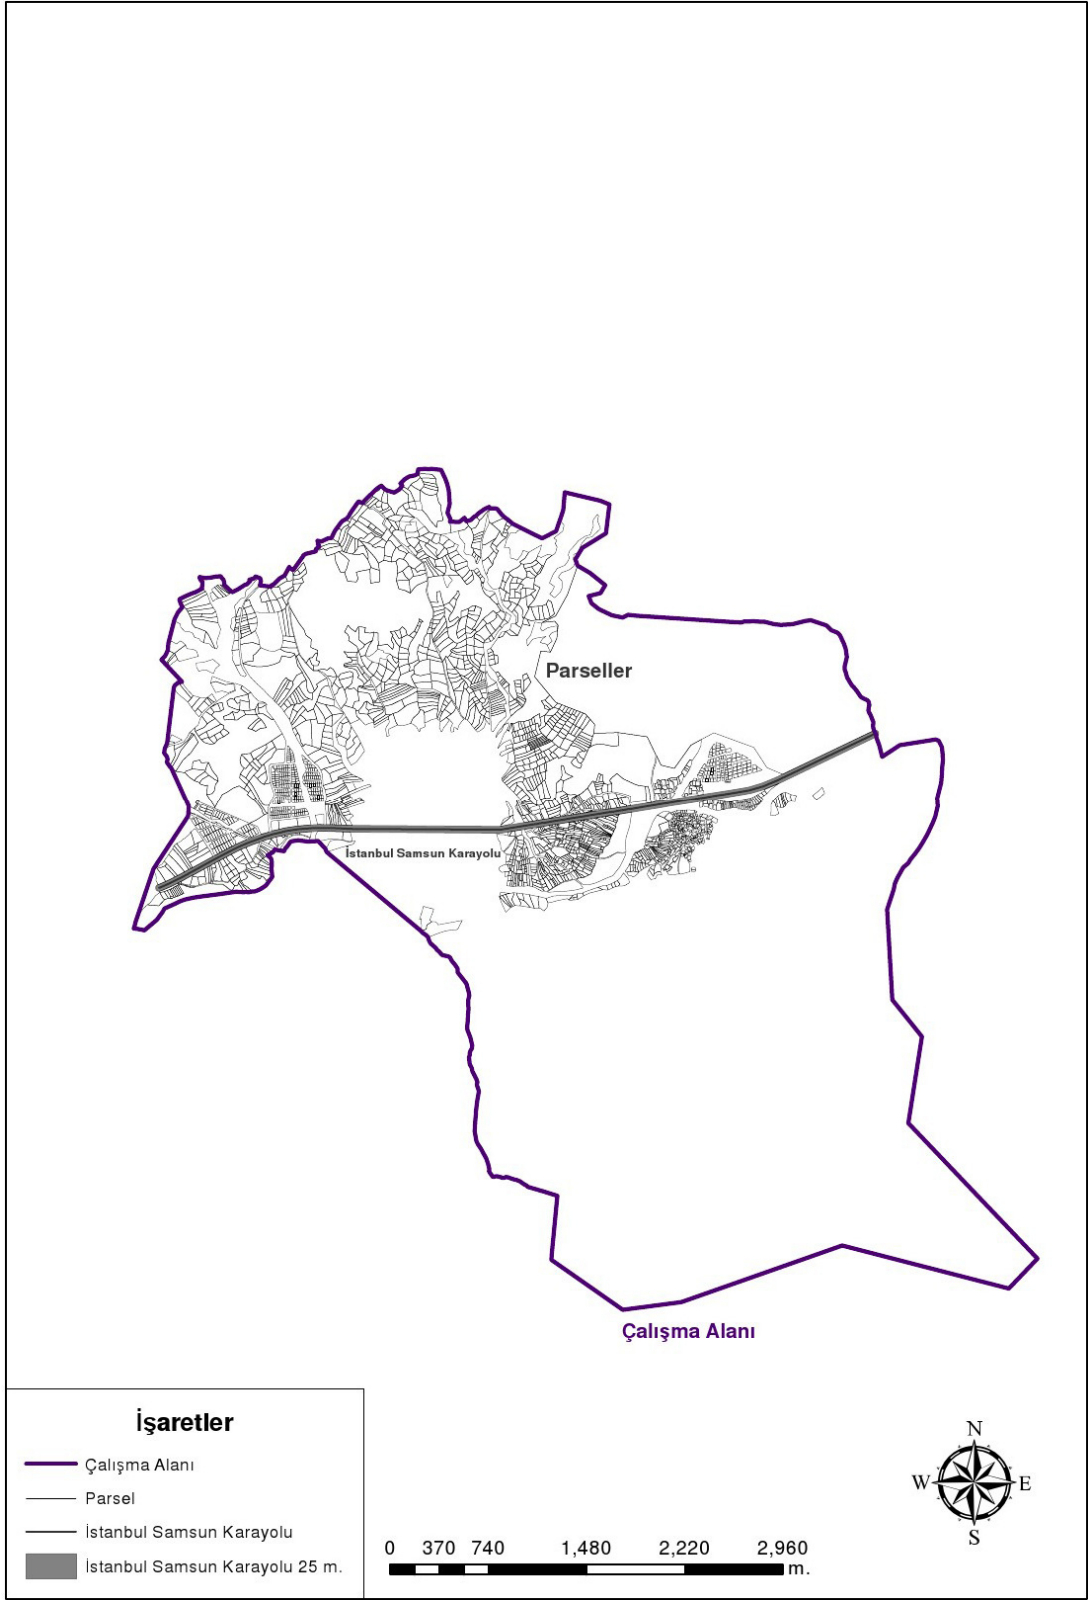 Parseller
İstanbul Samsun Karayolu
Çalışma Alanı
İşaretler
Çalışma Alanı
Parsel
İstanbul Samsun Karayolu
İstanbul Samsun Karayolu 25 m.
0 370 740 1,480 2,220 2,960
m.
N
W E
S